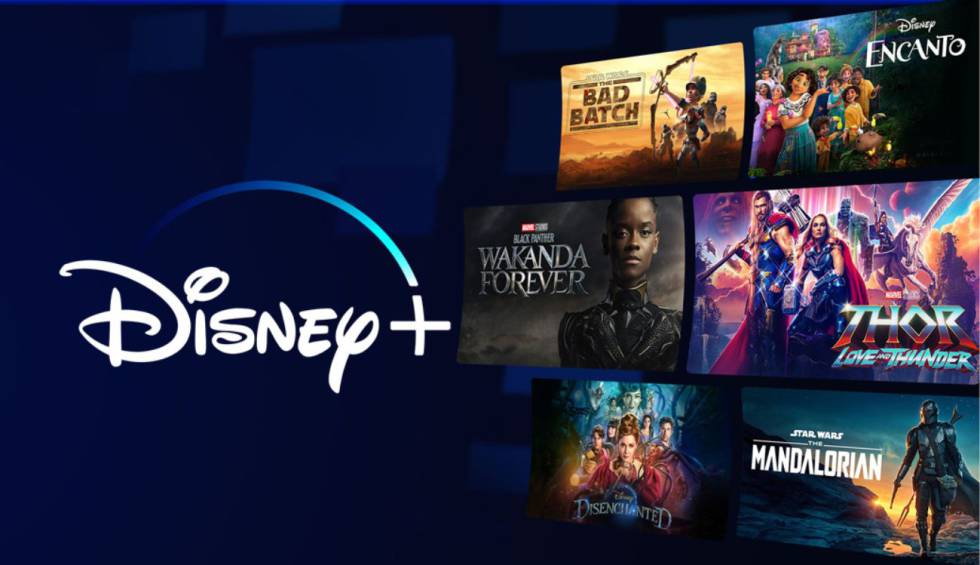 DISNEY+
STAR WARS
THE
BAD
BATCH
DISNEY
ENCANTO
MARVEL STUDIOS
BLACK PANTHER
WAKANDA
FOREVER
MARVEL STUDIOS
THOR
LOVE AND THUNDER
Disney
DISENCHANTED
STAR WARS
THE
MANDALORIAN